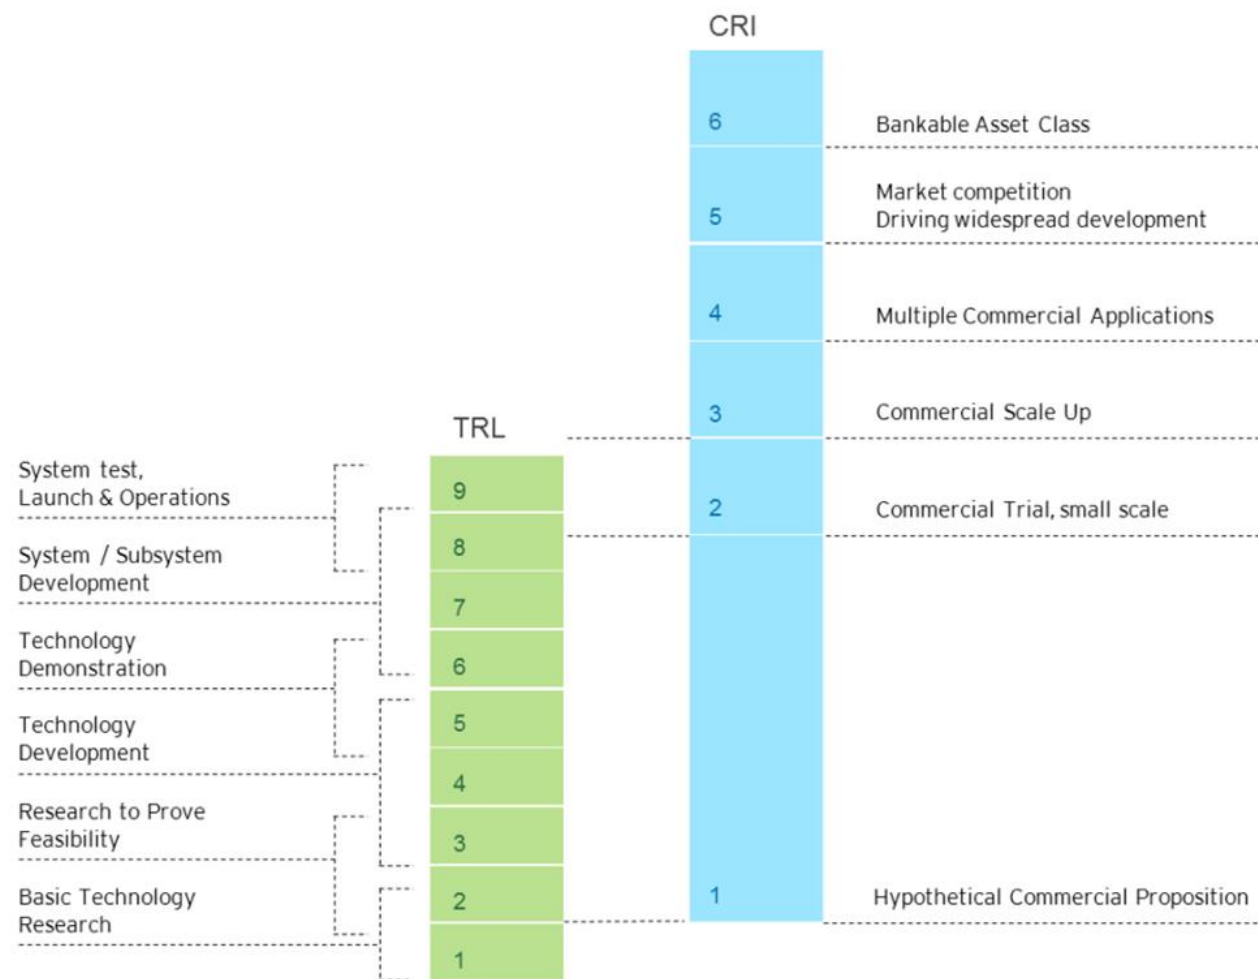 CRI
6
Bankable Asset Class
Market competition
5
Driving widespread development
4
Multiple Commercial Applications
3
Commercial Scale Up
2
Commercial Trial, small scale
1
Hypothetical Commercial Proposition
TRL
9
8
7
6
5
4
3
2
1
System test,
Launch & Operations
System / Subsystem
Development
Technology
Demonstration
Technology
Development
Research to Prove
Feasibility
Basic Technology
Research